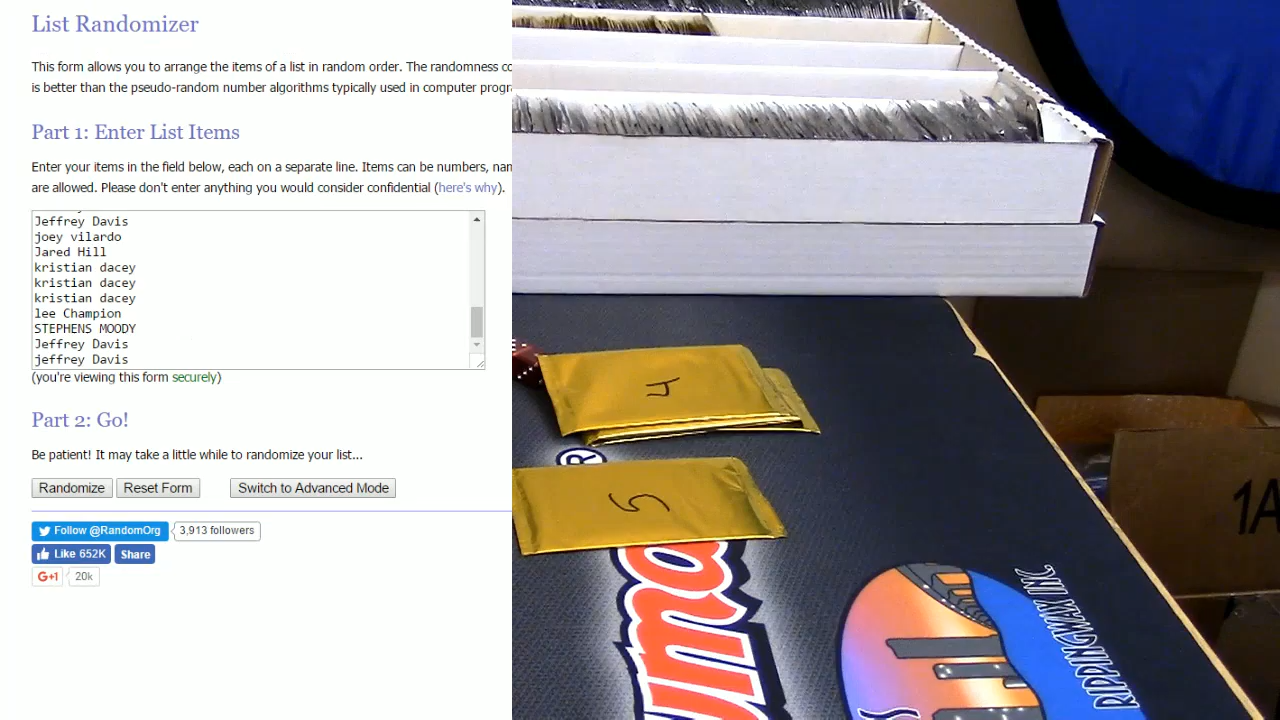 List Randomizer
This form allows you to arrange the items of a list in random order. The randomness
is better than the pseudo-random number algorithms typically used in computer
Part 1: Enter List Items
Enter your items in the field below, each on a separate line. Items can be numbers,
are allowed. Please don't enter anything you would consider confidential (here's why).
Jeffrey Davis
joey vilardo
Jared Hill
kristian dacey
kristian dacey
kristian dacey
lee Champion
STEPHENS MOODY
Jeffrey Davis
jeffrey Davis
(you're viewing this form securely)
Part 2: Go!
Be patient! It may take a little while to randomize your list...
Randomize Reset Form Switch to Advanced Mode
Follow @RandomOrg 3,913 followers
Like 652K Share
G+1 20k
4
5
®
RIPPINGWAX INC.
1A